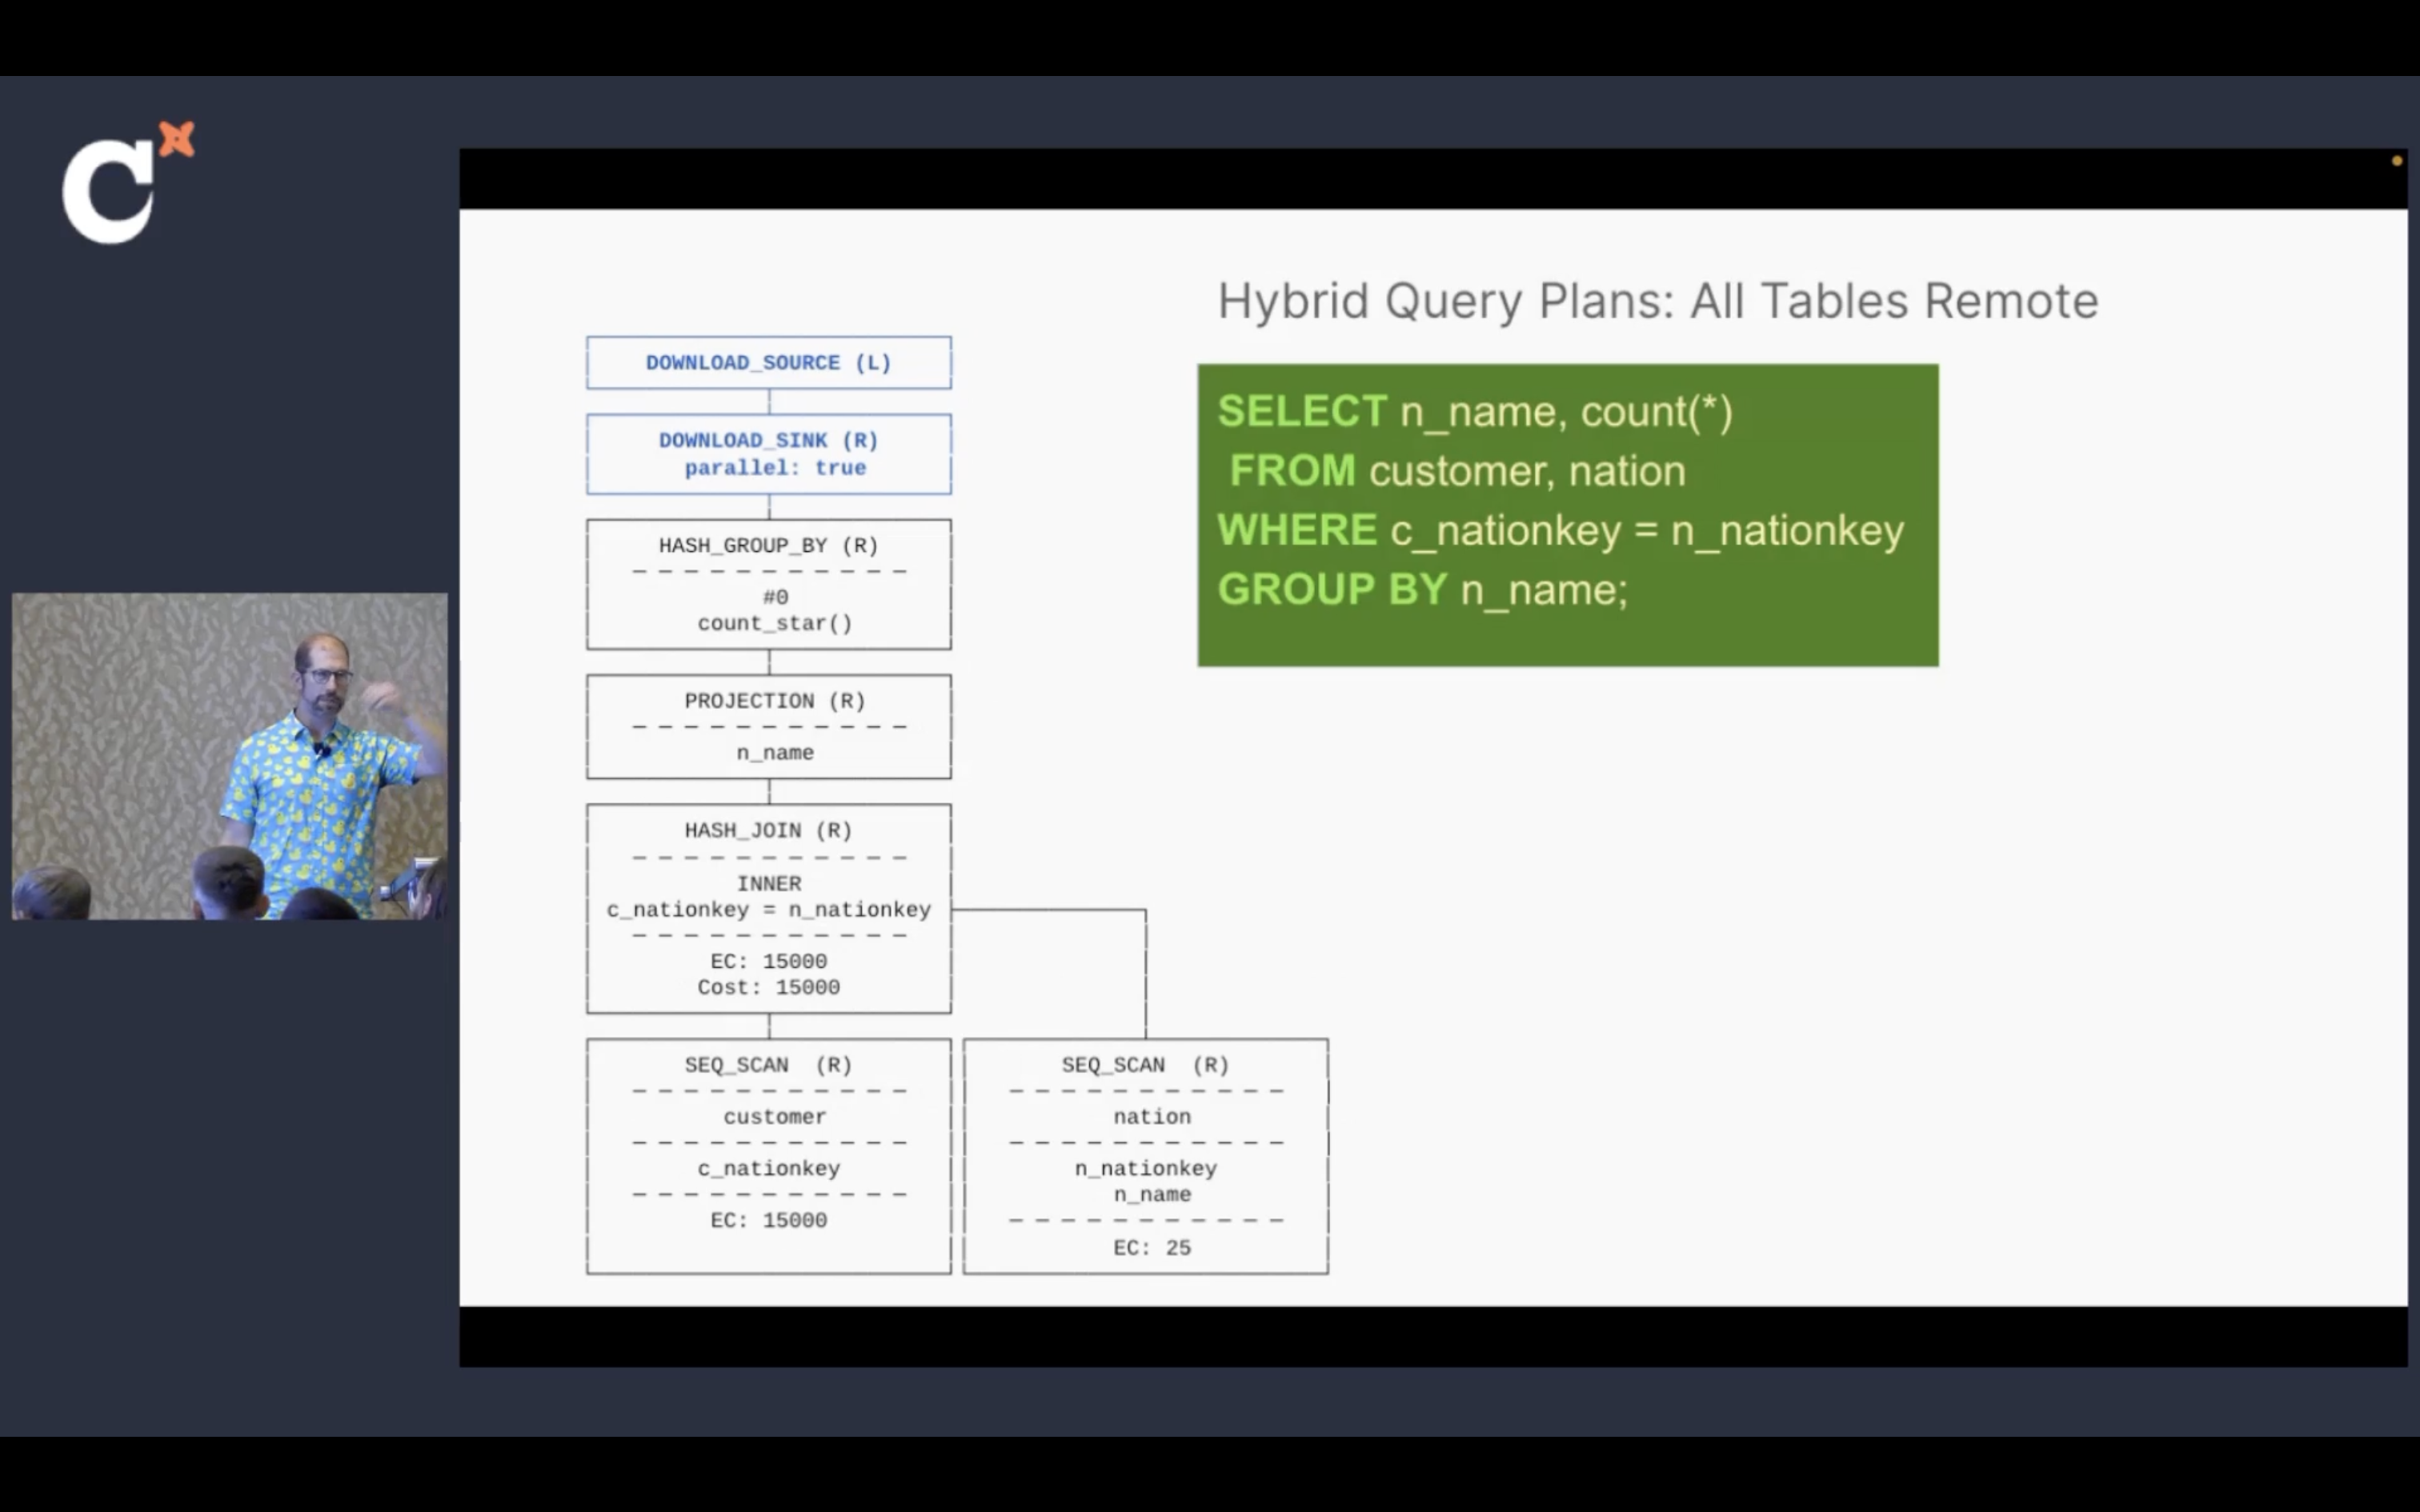 C
Hybrid Query Plans: All Tables Remote
SELECT n_name, count(*)
FROM customer, nation
WHERE c_nationkey = n_nationkey
GROUP BY n_name;
DOWNLOAD_SOURCE (L)
DOWNLOAD_SINK (R)
parallel: true
HASH_GROUP_BY (R)
#0
count_star()
PROJECTION (R)
n_name
HASH_JOIN (R)
INNER
c_nationkey = n_nationkey
EC: 15000
Cost: 15000
SEQ_SCAN (R)
customer
c_nationkey
EC: 15000
SEQ_SCAN (R)
nation
n_nationkey
n_name
EC: 25